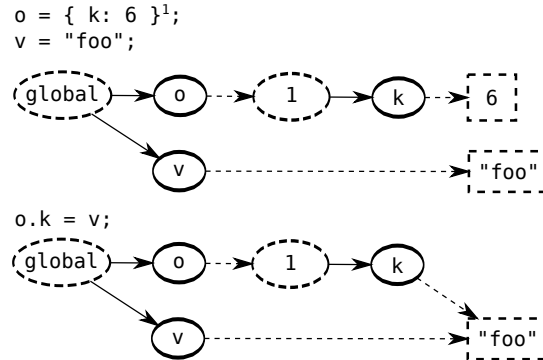 o = { k: 6 }¹;
v = "foo";
global o 1 k 6
v "foo"
o.k = v;
global o 1 k
v "foo"